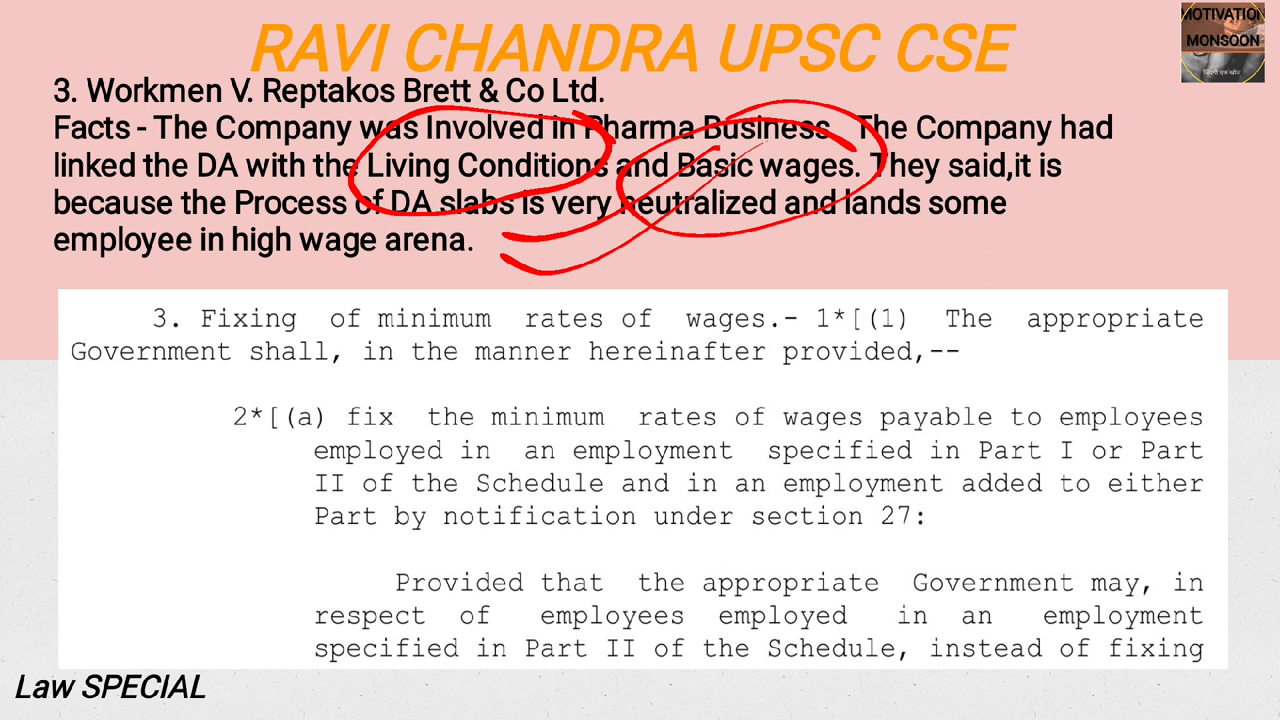 RAVI CHANDRA UPSC CSE
MOTIVATION
MONSOON
3. Workmen V. Reptakos Brett & Co Ltd.
Facts - The Company was Involved in Pharma Business. The Company had
linked the DA with the Living Conditions and Basic wages. They said,it is
because the Process of DA slabs is very neutralized and lands some
employee in high wage arena.
3. Fixing of minimum rates of wages.- 1*[(1) The appropriate
Government shall, in the manner hereinafter provided,--
2*[(a) fix the minimum rates of wages payable to employees
employed in an employment specified in Part I or Part
II of the Schedule and in an employment added to either
Part by notification under section 27:
Provided that the appropriate Government may, in
respect of employees employed in an employment
specified in Part II of the Schedule, instead of fixing
Law SPECIAL